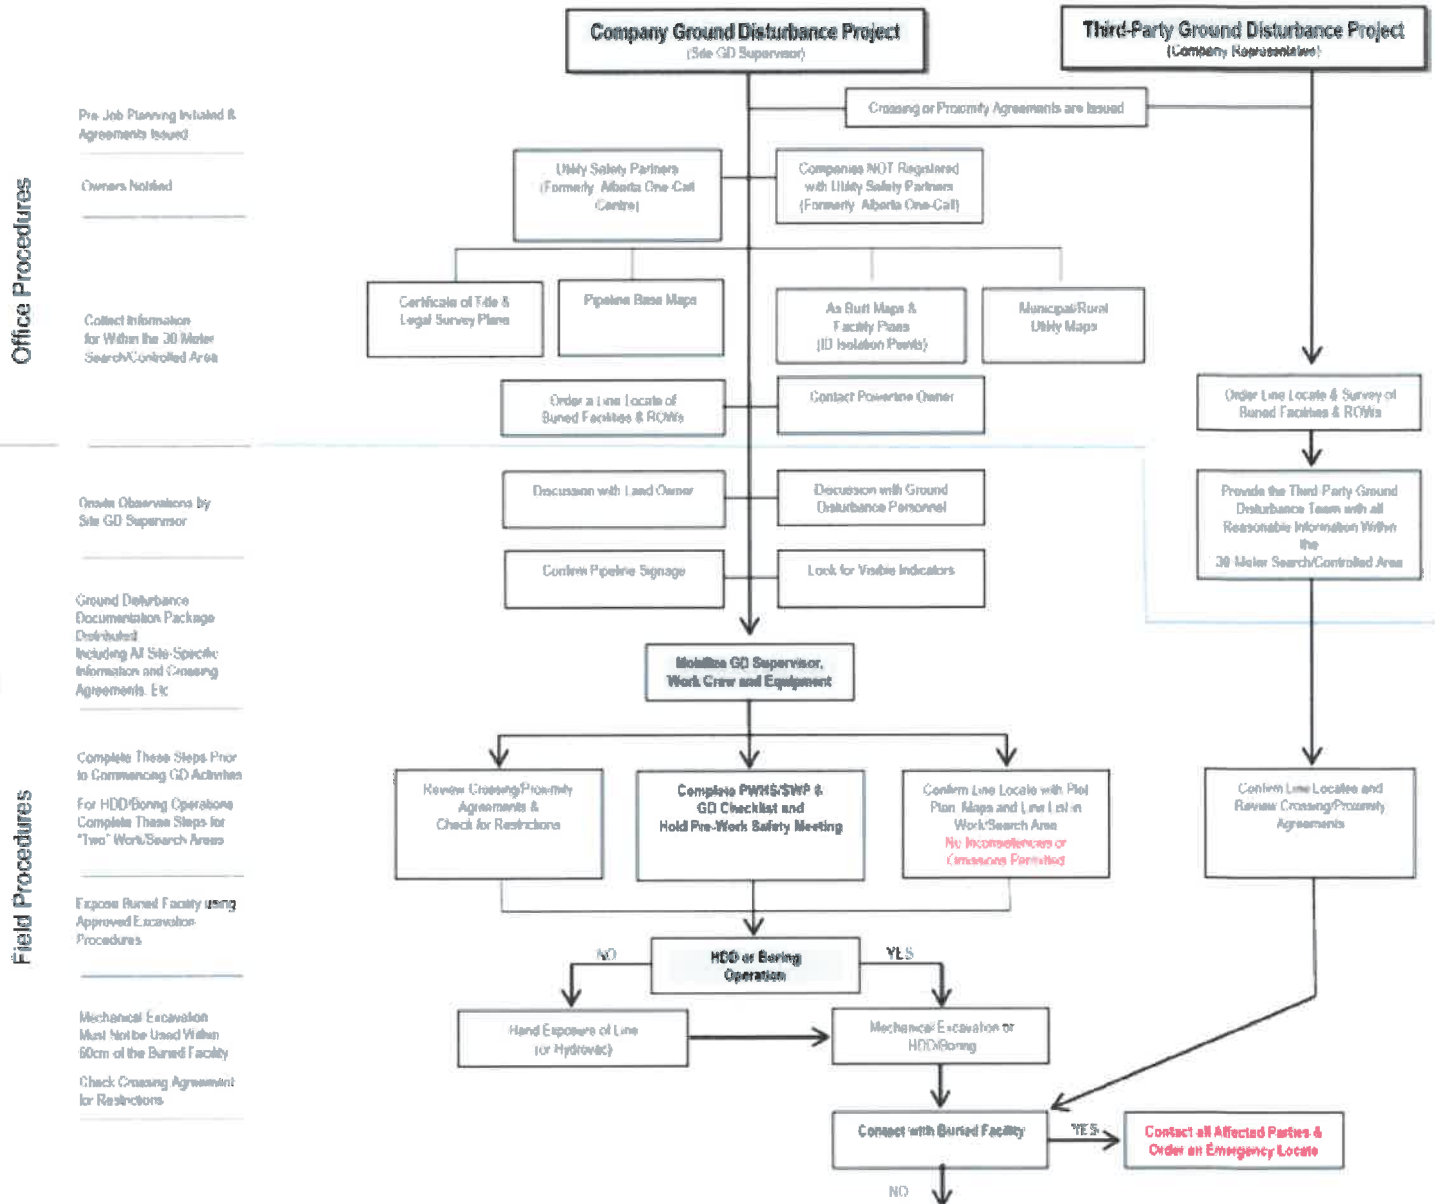 Company Ground Disturbance Project
(Site GD Supervisor)
Third-Party Ground Disturbance Project
(Company Representative)
Office Procedures
Pre-Job Planning Initiated &
Agreements Issued
Crossing or Proximity Agreements are Issued
Owners Notified
Utility Safety Partners
(Formerly Alberta One-Call
Centre)
Companies NOT Registered
with Utility Safety Partners
(Formerly Alberta One-Call)
Collect Information
for Within the 30 Meter
Search/Controlled Area
Certificate of Title &
Legal Survey Plans
Pipeline Base Maps
As Built Maps &
Facility Plans
(ID Isolation Points)
Municipal/Rural
Utility Maps
Order a Line Locate of
Buried Facilities & ROWs
Contact Powerline Owner
Order Line Locate & Survey of
Buried Facilities & ROWs
Field Procedures
Onsite Observations by
Site GD Supervisor
Discussion with Land Owner
Discussion with Ground
Disturbance Personnel
Provide the Third Party Ground
Disturbance Team with all
Reasonable Information Within
the
30 Meter Search/Controlled Area
Confirm Pipeline Signage
Look for Visible Indicators
Ground Disturbance
Documentation Package
Distributed
Including All Site-Specific
Information and Crossing
Agreements, Etc
Mobilize GD Supervisor,
Work Crew and Equipment
Complete These Steps Prior
to Commencing GD Activities
For HDD/Boring Operations
Complete These Steps for
"Two" Work/Search Areas
Review Crossing/Proximity
Agreements &
Check for Restrictions
Complete PWHS/SWP &
GD Checklist and
Hold Pre-Work Safety Meeting
Confirm Line Locate with Plot
Plan, Maps and Line List in
Work/Search Area
No Inconsistencies or
Omissions Permitted
Confirm Line Locates and
Review Crossing/Proximity
Agreements
Expose Buried Facility using
Approved Excavation
Procedures
NO
HDD or Boring
Operation
YES
Mechanical Excavation
Must Not be Used Within
60cm of the Buried Facility
Check Crossing Agreement
for Restrictions
Hand Exposure of Line
(or Hydrovac)
Mechanical Excavation or
HDD/Boring
Contact with Buried Facility
YES
Contact all Affected Parties &
Order an Emergency Locate
NO